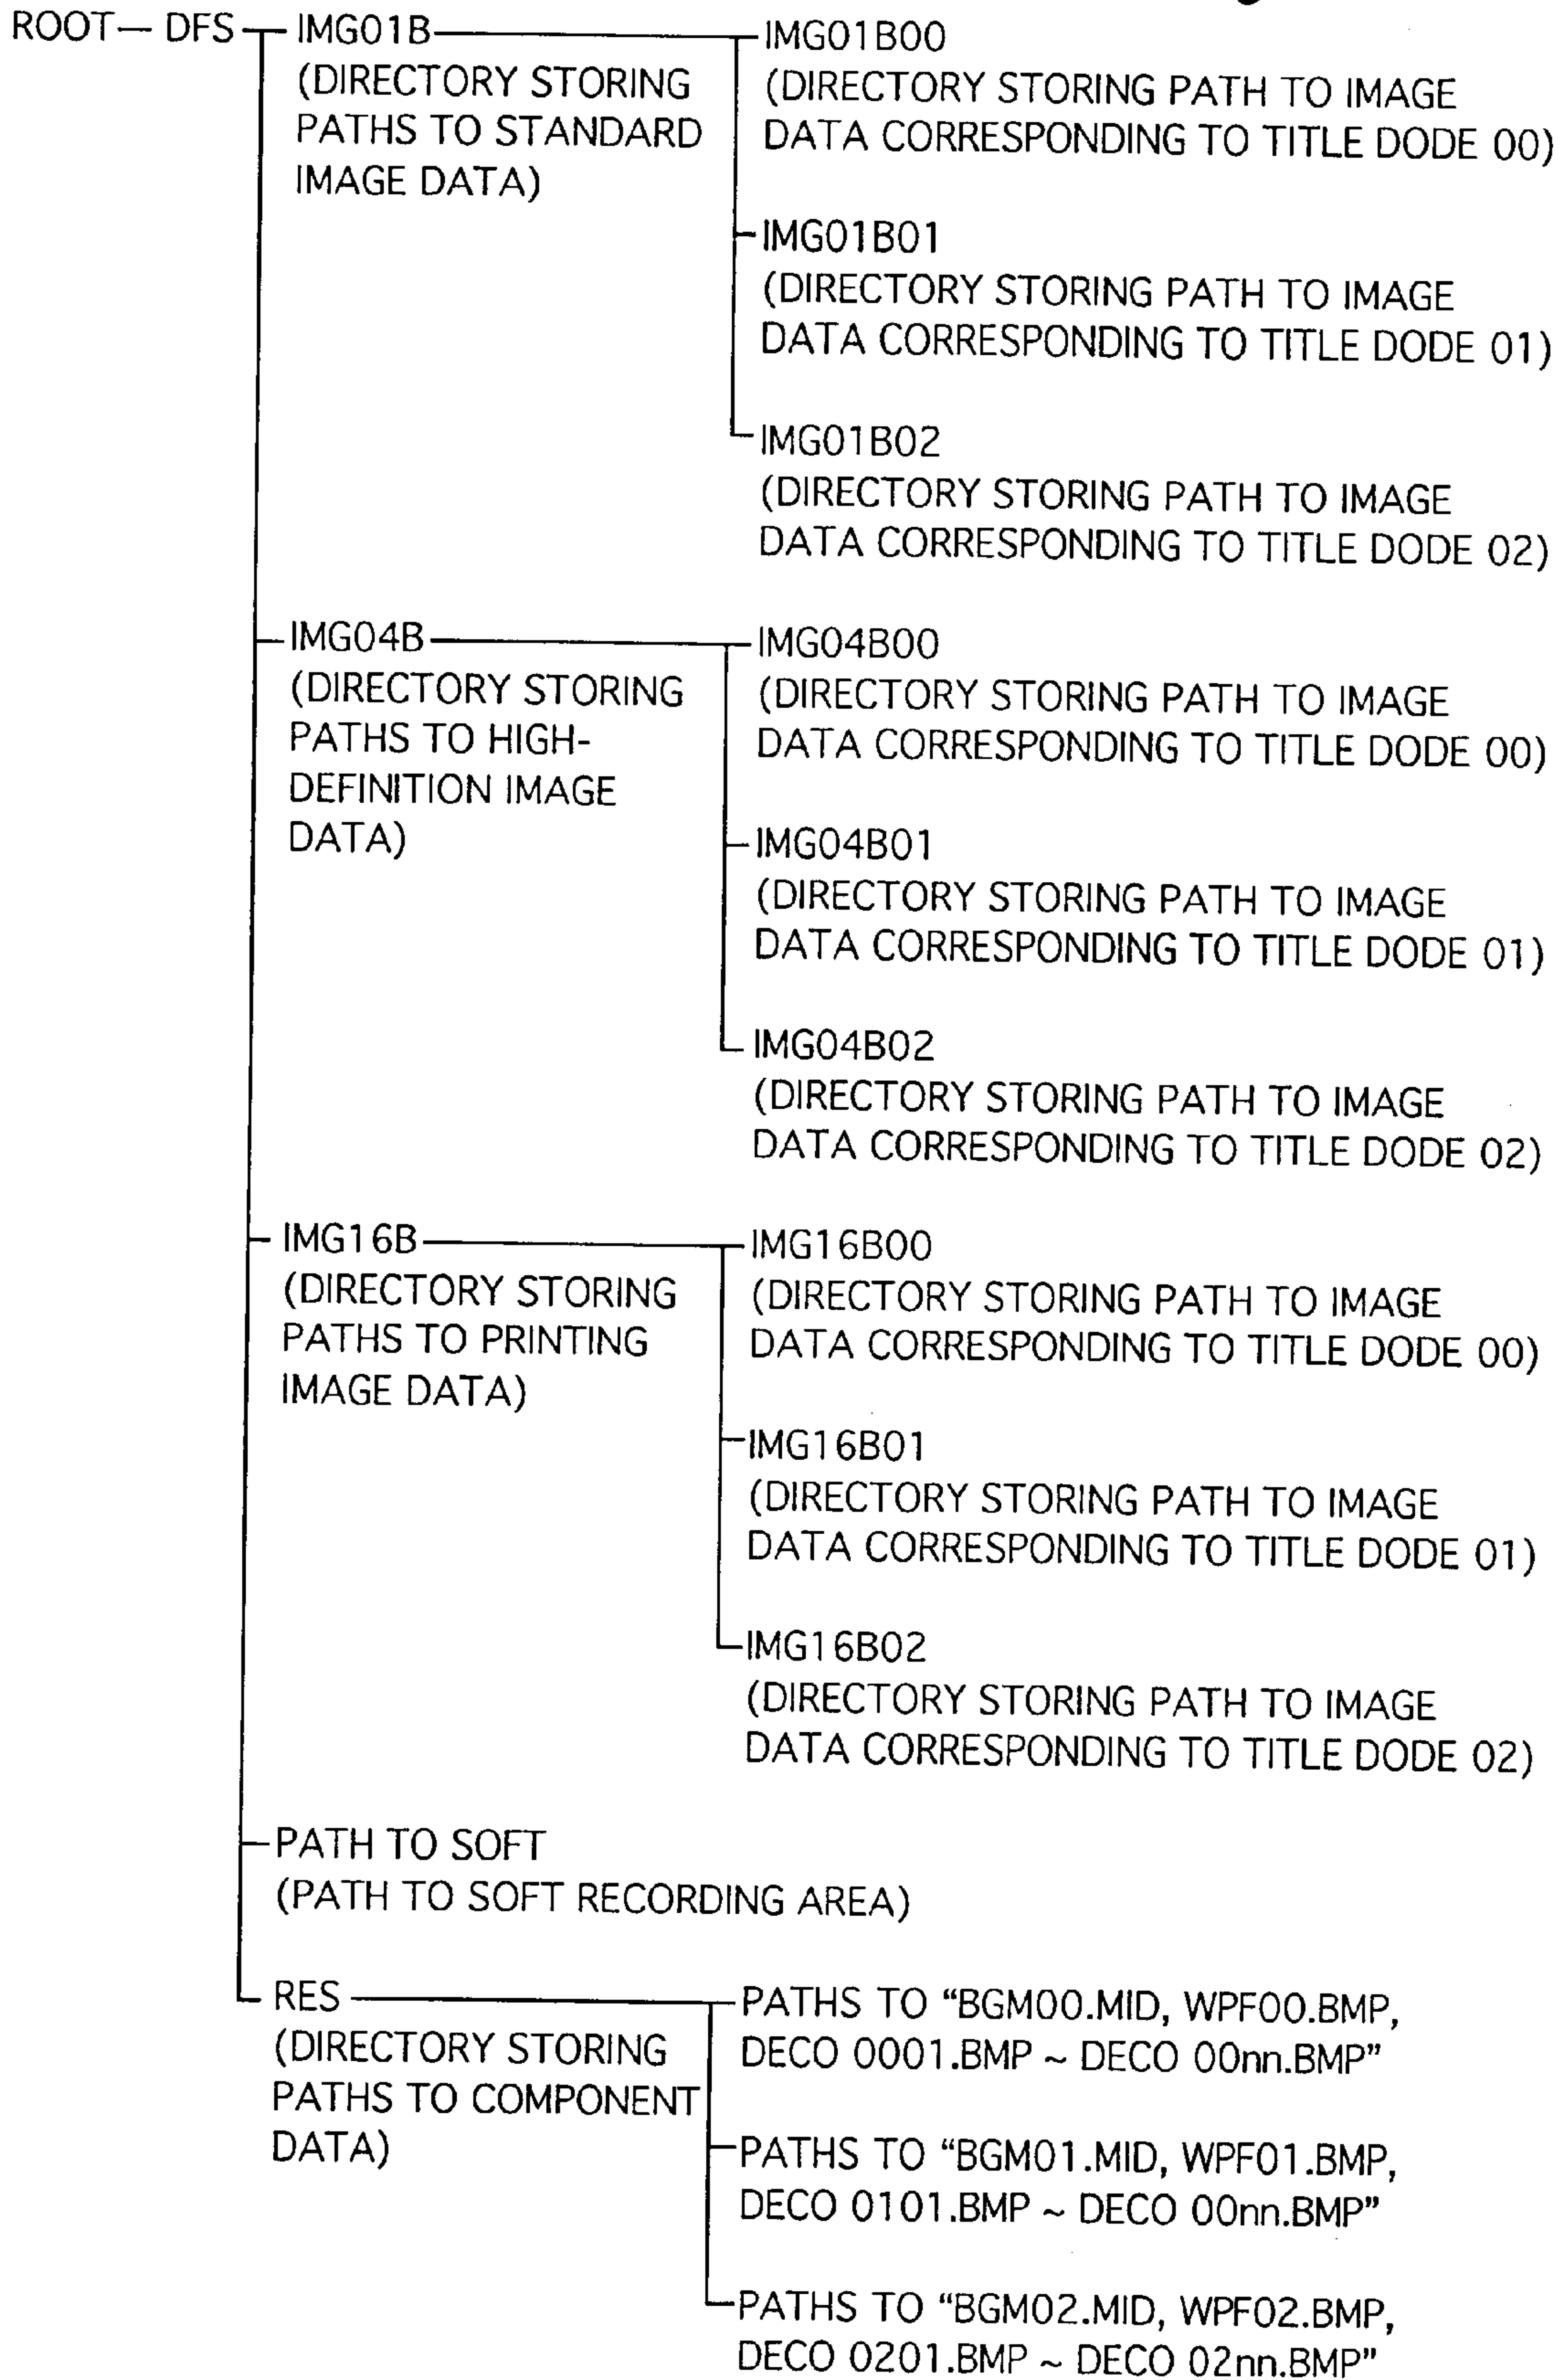 ROOT— DFS IMG01B IMG01B00
(DIRECTORY STORING PATHS TO STANDARD IMAGE DATA)
(DIRECTORY STORING PATH TO IMAGE
DATA CORRESPONDING TO TITLE DODE 00)
IMG01B01
(DIRECTORY STORING PATH TO IMAGE
DATA CORRESPONDING TO TITLE DODE 01)
IMG01B02
(DIRECTORY STORING PATH TO IMAGE
DATA CORRESPONDING TO TITLE DODE 02)
IMG04B
(DIRECTORY STORING
PATHS TO HIGH-
DEFINITION IMAGE
DATA)
IMG04B00
(DIRECTORY STORING PATH TO IMAGE
DATA CORRESPONDING TO TITLE DODE 00)
IMG04B01
(DIRECTORY STORING PATH TO IMAGE
DATA CORRESPONDING TO TITLE DODE 01)
IMG04B02
(DIRECTORY STORING PATH TO IMAGE
DATA CORRESPONDING TO TITLE DODE 02)
IMG16B
(DIRECTORY STORING
PATHS TO PRINTING
IMAGE DATA)
IMG16B00
(DIRECTORY STORING PATH TO IMAGE
DATA CORRESPONDING TO TITLE DODE 00)
IMG16B01
(DIRECTORY STORING PATH TO IMAGE
DATA CORRESPONDING TO TITLE DODE 01)
IMG16B02
(DIRECTORY STORING PATH TO IMAGE
DATA CORRESPONDING TO TITLE DODE 02)
PATH TO SOFT
(PATH TO SOFT RECORDING AREA)
RES
(DIRECTORY STORING
PATHS TO COMPONENT
DATA)
PATHS TO “BGM00.MID, WPF00.BMP,
DECO 0001.BMP ~ DECO 00nn.BMP”
PATHS TO “BGM01.MID, WPF01.BMP,
DECO 0101.BMP ~ DECO 00nn.BMP”
PATHS TO “BGM02.MID, WPF02.BMP,
DECO 0201.BMP ~ DECO 02nn.BMP”